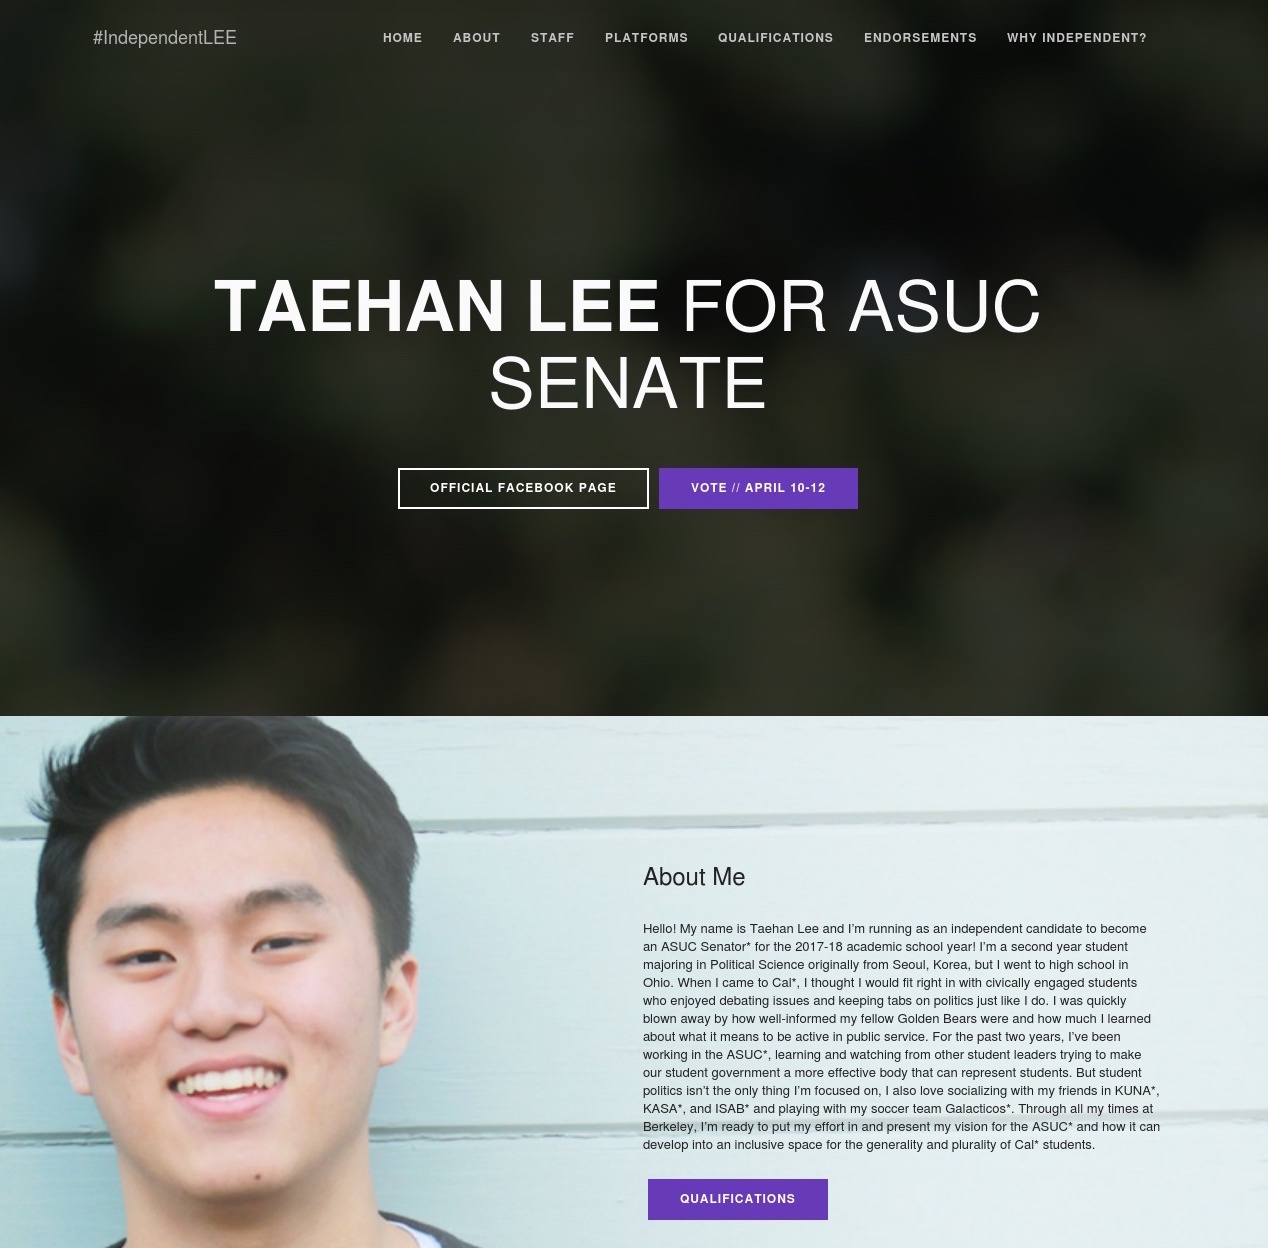 #IndependentLEE
HOME ABOUT STAFF PLATFORMS QUALIFICATIONS ENDORSEMENTS WHY INDEPENDENT?
TAEHAN LEE FOR ASUC
SENATE
OFFICIAL FACEBOOK PAGE
VOTE // APRIL 10-12
About Me
Hello! My name is Taehan Lee and I’m running as an independent candidate to become
an ASUC Senator* for the 2017-18 academic school year! I’m a second year student
majoring in Political Science originally from Seoul, Korea, but I went to high school in
Ohio. When I came to Cal*, I thought I would fit right in with civically engaged students
who enjoyed debating issues and keeping tabs on politics just like I do. I was quickly
blown away by how well-informed my fellow Golden Bears were and how much I learned
about what it means to be active in public service. For the past two years, I’ve been
working in the ASUC*, learning and watching from other student leaders trying to make
our student government a more effective body that can represent students. But student
politics isn’t the only thing I’m focused on, I also love socializing with my friends in KUNA*,
KASA*, and ISAB* and playing with my soccer team Galacticos*. Through all my times at
Berkeley, I’m ready to put my effort in and present my vision for the ASUC* and how it can
develop into an inclusive space for the generality and plurality of Cal* students.
QUALIFICATIONS